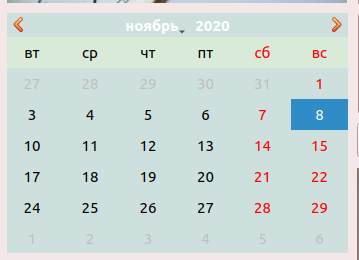 ноябрь 2020
вт ср чт пт сб вс
27 28 29 30 31 1
3 4 5 6 7 8
10 11 12 13 14 15
17 18 19 20 21 22
24 25 26 27 28 29
1 2 3 4 5 6